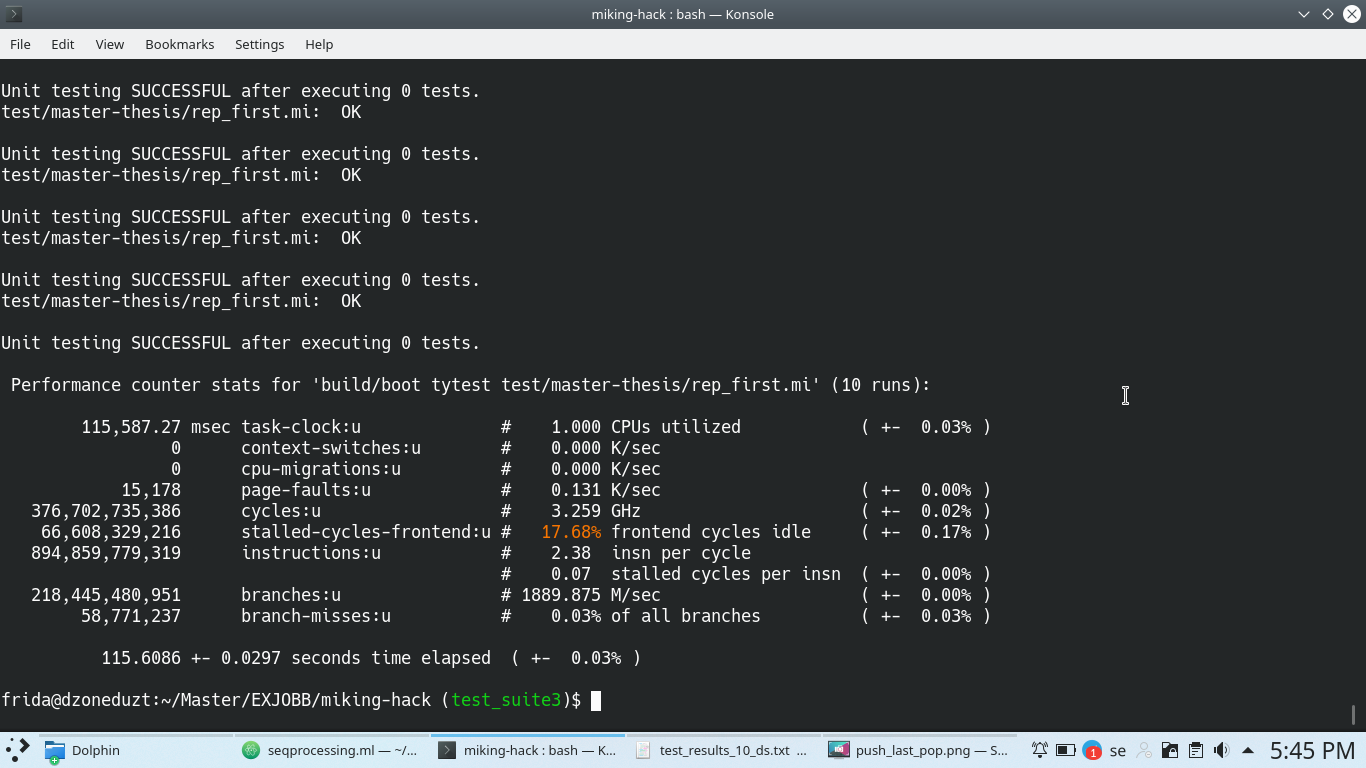 miking-hack : bash — Konsole
File Edit View Bookmarks Settings Help
Unit testing SUCCESSFUL after executing 0 tests.
test/master-thesis/rep_first.mi:  OK
Unit testing SUCCESSFUL after executing 0 tests.
test/master-thesis/rep_first.mi:  OK
Unit testing SUCCESSFUL after executing 0 tests.
test/master-thesis/rep_first.mi:  OK
Unit testing SUCCESSFUL after executing 0 tests.
test/master-thesis/rep_first.mi:  OK
Unit testing SUCCESSFUL after executing 0 tests.
Performance counter stats for 'build/boot tytest test/master-thesis/rep_first.mi' (10 runs):
115,587.27 msec task-clock:u # 1.000 CPUs utilized ( +- 0.03% )
0 context-switches:u # 0.000 K/sec
0 cpu-migrations:u # 0.000 K/sec
15,178 page-faults:u # 0.131 K/sec ( +- 0.00% )
376,702,735,386 cycles:u # 3.259 GHz ( +- 0.02% )
66,608,329,216 stalled-cycles-frontend:u # 17.68% frontend cycles idle ( +- 0.17% )
894,859,779,319 instructions:u # 2.38 insn per cycle
# 0.07 stalled cycles per insn ( +- 0.00% )
218,445,480,951 branches:u # 1889.875 M/sec ( +- 0.00% )
58,771,237 branch-misses:u # 0.03% of all branches ( +- 0.03% )
115.6086 +- 0.0297 seconds time elapsed ( +- 0.03% )
frida@dzoneduzt:~/Master/EXJOBB/miking-hack (test_suite3)$
Dolphin seqprocessing.ml — ~/... miking-hack : bash — K... test_results_10_ds.txt ... push_last_pop.png — S... 1 se 5:45 PM